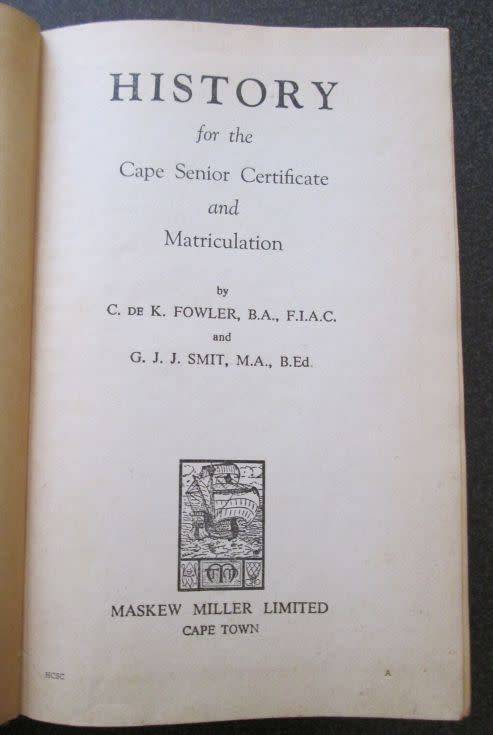 HISTORY
for the
Cape Senior Certificate
and
Matriculation
by
C. DE K. FOWLER, B.A., F.I.A.C.
and
G. J. J. SMIT, M.A., B.Ed.
MASKEW MILLER LIMITED
CAPE TOWN
HCSC A